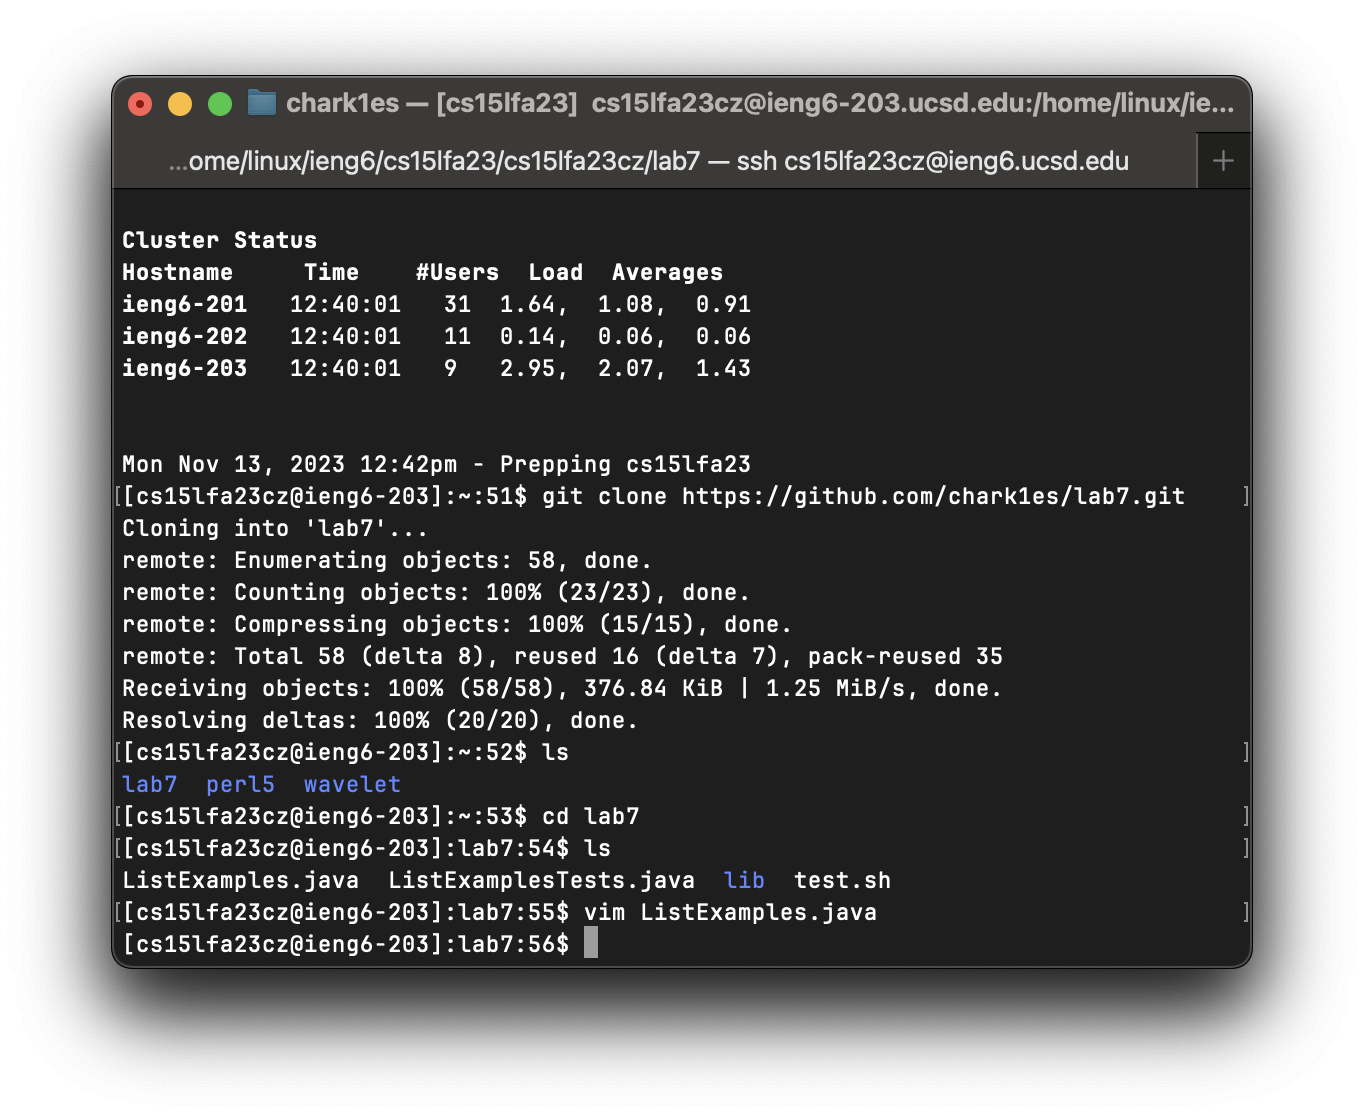 chark1es — [cs15lfa23] cs15lfa23cz@ieng6-203.ucsd.edu:/home/linux/ie...
...ome/linux/ieng6/cs15lfa23/cs15lfa23cz/lab7 — ssh cs15lfa23cz@ieng6.ucsd.edu +
Cluster Status
Hostname     Time    #Users  Load  Averages
ieng6-201   12:40:01   31  1.64,  1.08,  0.91
ieng6-202   12:40:01   11  0.14,  0.06,  0.06
ieng6-203   12:40:01   9   2.95,  2.07,  1.43
Mon Nov 13, 2023 12:42pm - Prepping cs15lfa23
[[cs15lfa23cz@ieng6-203]:~:51$ git clone https://github.com/chark1es/lab7.git ]
Cloning into 'lab7'...
remote: Enumerating objects: 58, done.
remote: Counting objects: 100% (23/23), done.
remote: Compressing objects: 100% (15/15), done.
remote: Total 58 (delta 8), reused 16 (delta 7), pack-reused 35
Receiving objects: 100% (58/58), 376.84 KiB | 1.25 MiB/s, done.
Resolving deltas: 100% (20/20), done.
[[cs15lfa23cz@ieng6-203]:~:52$ ls ]
lab7  perl5  wavelet
[[cs15lfa23cz@ieng6-203]:~:53$ cd lab7 ]
[[cs15lfa23cz@ieng6-203]:lab7:54$ ls ]
ListExamples.java  ListExamplesTests.java  lib  test.sh
[[cs15lfa23cz@ieng6-203]:lab7:55$ vim ListExamples.java ]
[cs15lfa23cz@ieng6-203]:lab7:56$